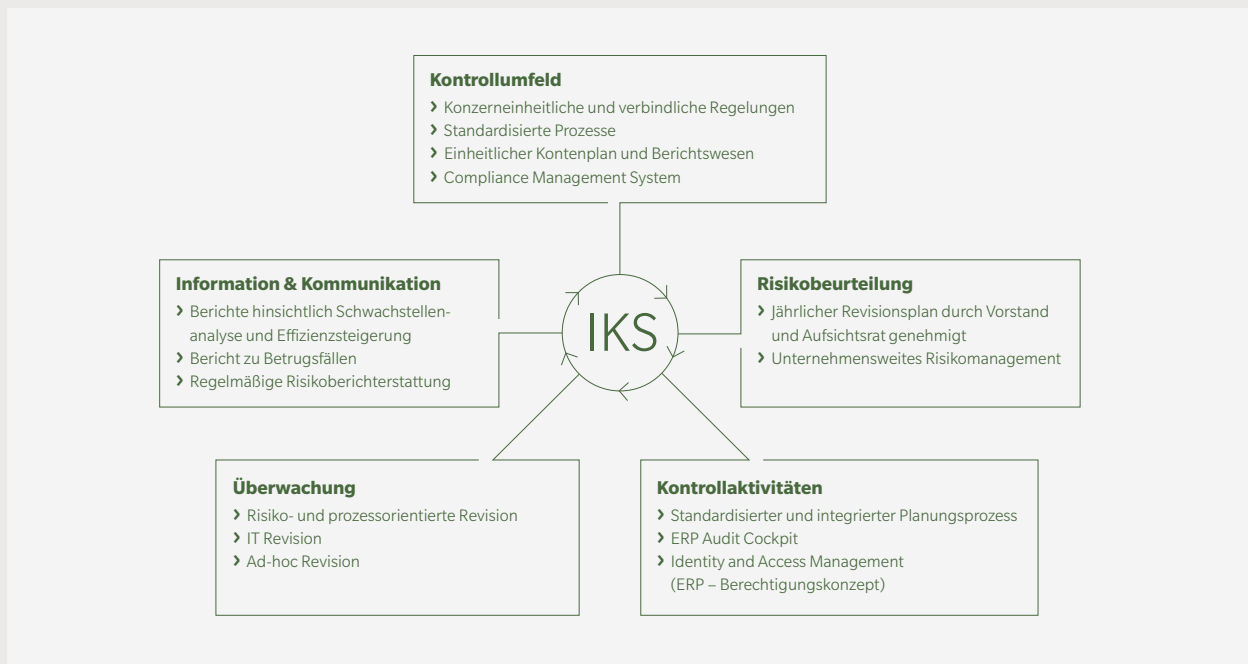 Kontrollumfeld
› Konzerneinheitliche und verbindliche Regelungen
› Standardisierte Prozesse
› Einheitlicher Kontenplan und Berichtswesen
› Compliance Management System
Information & Kommunikation
› Berichte hinsichtlich Schwachstellen-
analyse und Effizienzsteigerung
› Bericht zu Betrugsfällen
› Regelmäßige Risikoberichterstattung
IKS
Risikobeurteilung
› Jährlicher Revisionsplan durch Vorstand
und Aufsichtsrat genehmigt
› Unternehmensweites Risikomanagement
Überwachung
› Risiko- und prozessorientierte Revision
› IT Revision
› Ad-hoc Revision
Kontrollaktivitäten
› Standardisierter und integrierter Planungsprozess
› ERP Audit Cockpit
› Identity and Access Management
(ERP – Berechtigungskonzept)